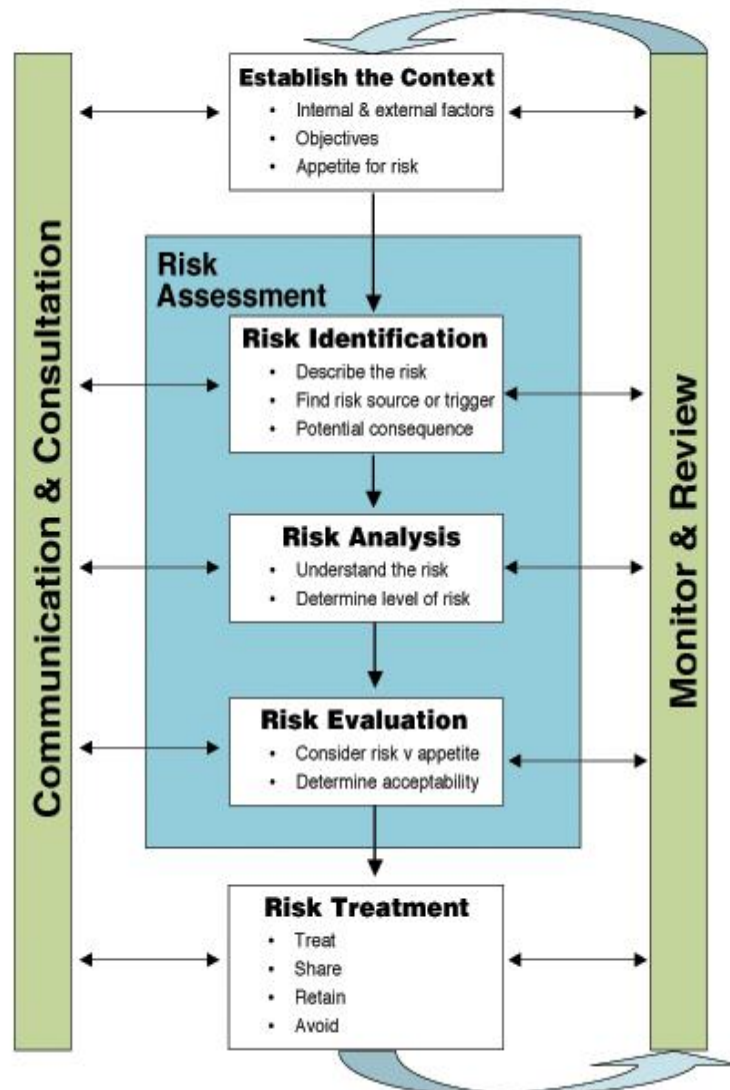 Establish the Context
• Internal & external factors
• Objectives
• Appetite for risk
Communication & Consultation
Monitor & Review
Risk
Assessment
Risk Identification
• Describe the risk
• Find risk source or trigger
• Potential consequence
Risk Analysis
• Understand the risk
• Determine level of risk
Risk Evaluation
• Consider risk v appetite
• Determine acceptability
Risk Treatment
• Treat
• Share
• Retain
• Avoid